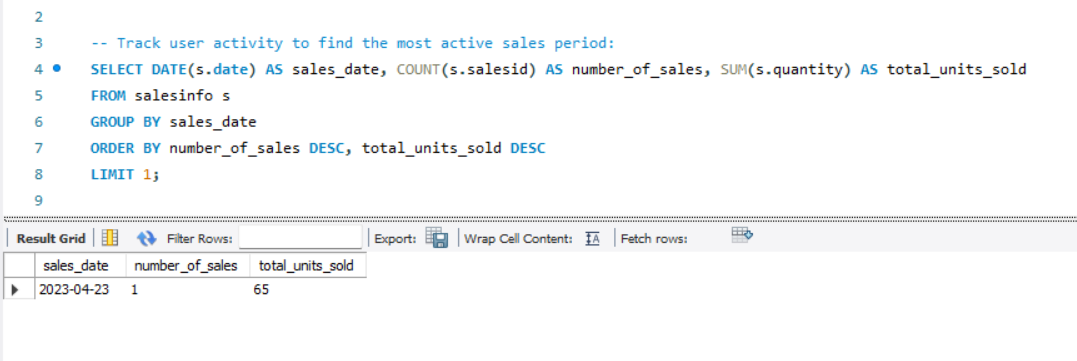 2
3 -- Track user activity to find the most active sales period:
4 SELECT DATE(s.date) AS sales_date, COUNT(s.salesid) AS number_of_sales, SUM(s.quantity) AS total_units_sold
5 FROM salesinfo s
6 GROUP BY sales_date
7 ORDER BY number_of_sales DESC, total_units_sold DESC
8 LIMIT 1;
9
Result Grid Filter Rows: Export: Wrap Cell Content: Fetch rows:
sales_date number_of_sales total_units_sold
2023-04-23 1 65